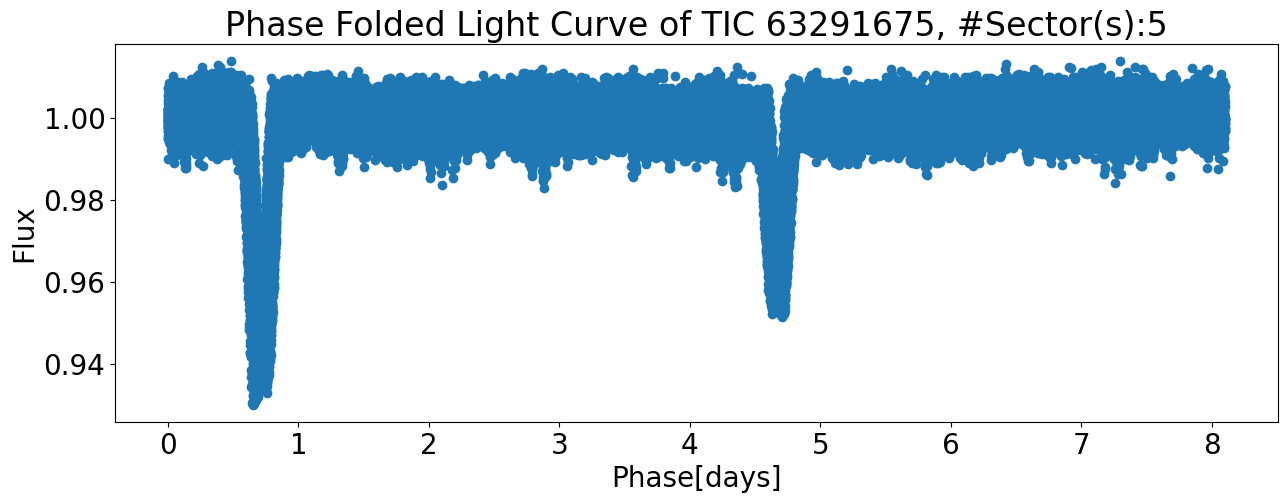 Phase Folded Light Curve of TIC 63291675, #Sector(s):5
Flux
1.00
0.98
0.96
0.94
0 1 2 3 4 5 6 7 8
Phase[days]